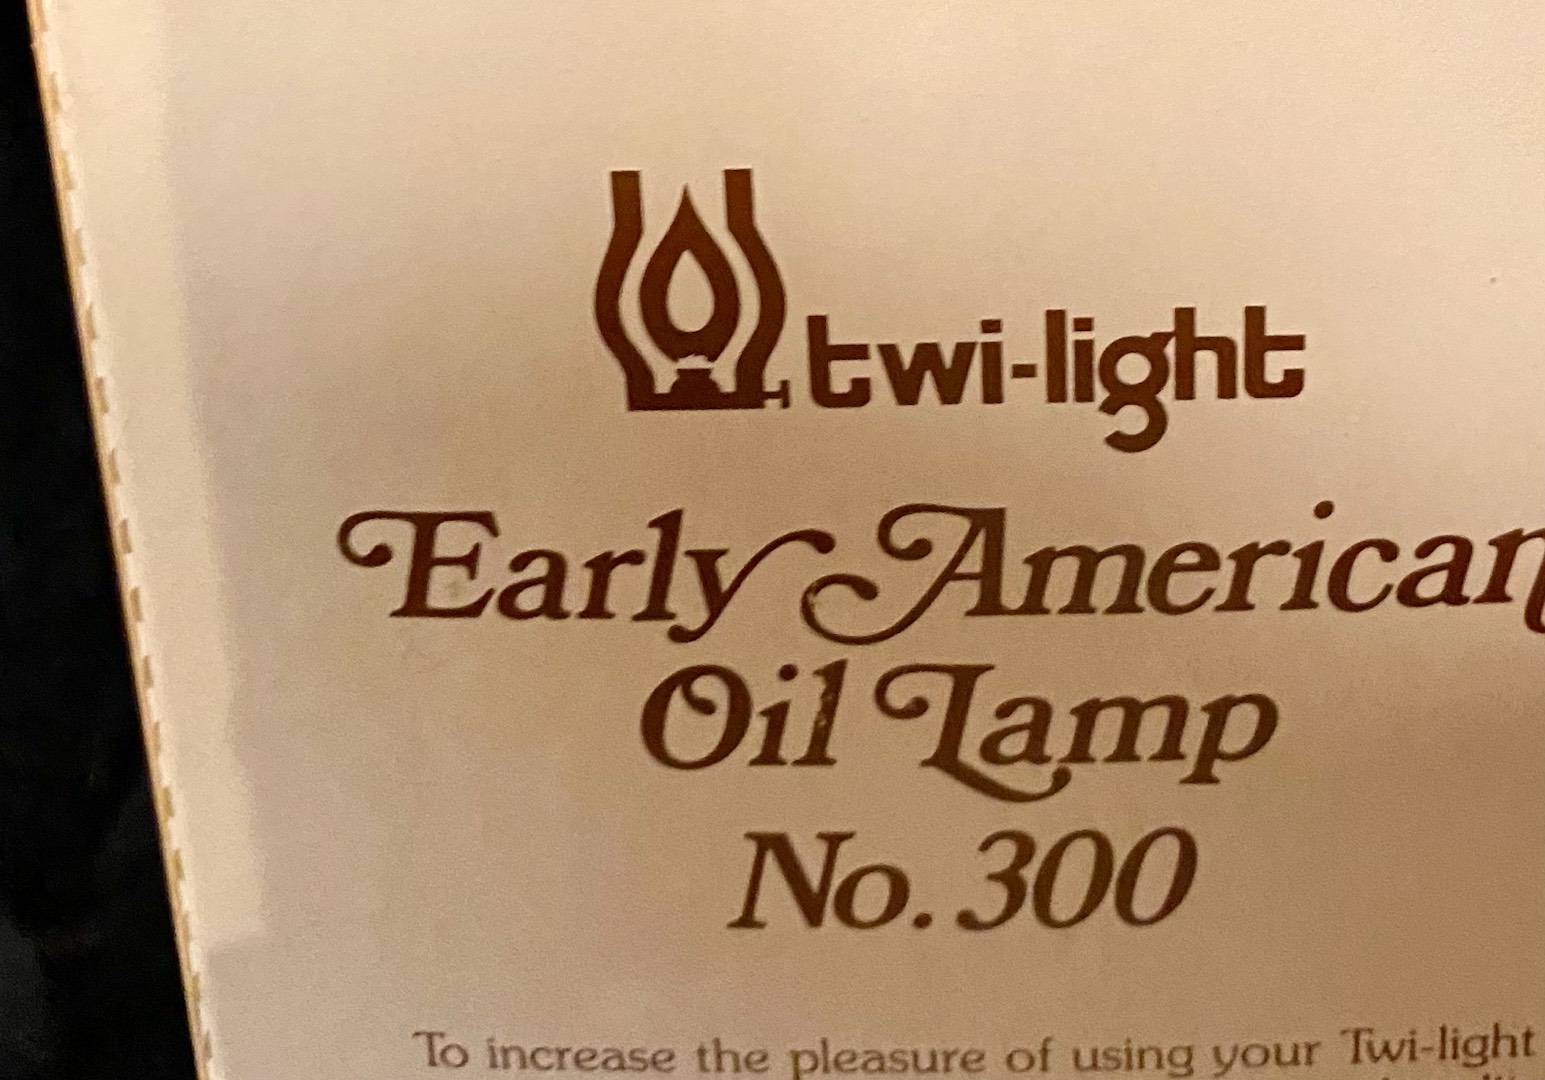 twi-light
Early American
Oil Lamp
No. 300
To increase the pleasure of using your Twi-light